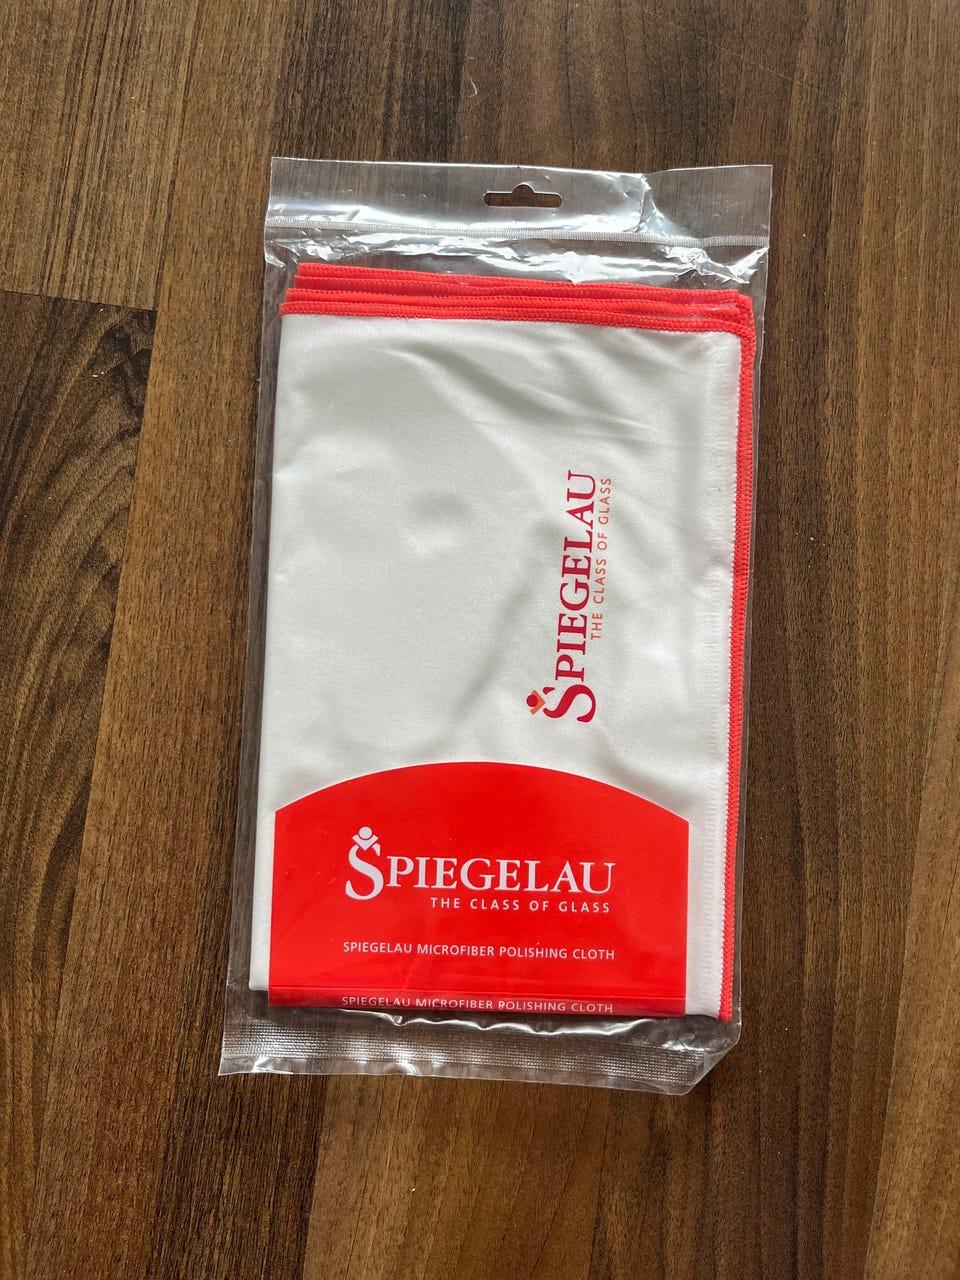 SPIEGELAU
THE CLASS OF GLASS
SPIEGELAU
THE CLASS OF GLASS
SPIEGELAU MICROFIBER POLISHING CLOTH
SPIEGELAU MICROFIBER POLISHING CLOTH